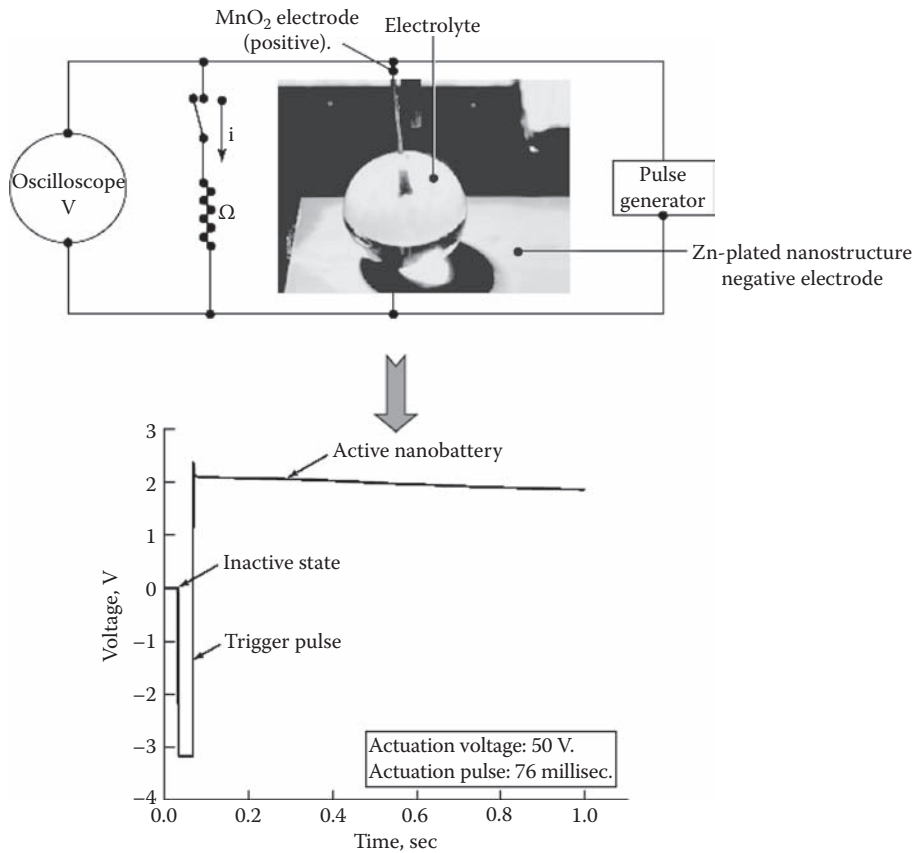 MnO₂ electrode
(positive).
Electrolyte
i
Oscilloscope
V
Ω
Pulse
generator
Zn-plated nanostructure
negative electrode
3
2
1
0
−1
−2
−3
−4
Voltage, V
Active nanobattery
Inactive state
Trigger pulse
Actuation voltage: 50 V.
Actuation pulse: 76 millisec.
0.0 0.2 0.4 0.6 0.8 1.0
Time, sec